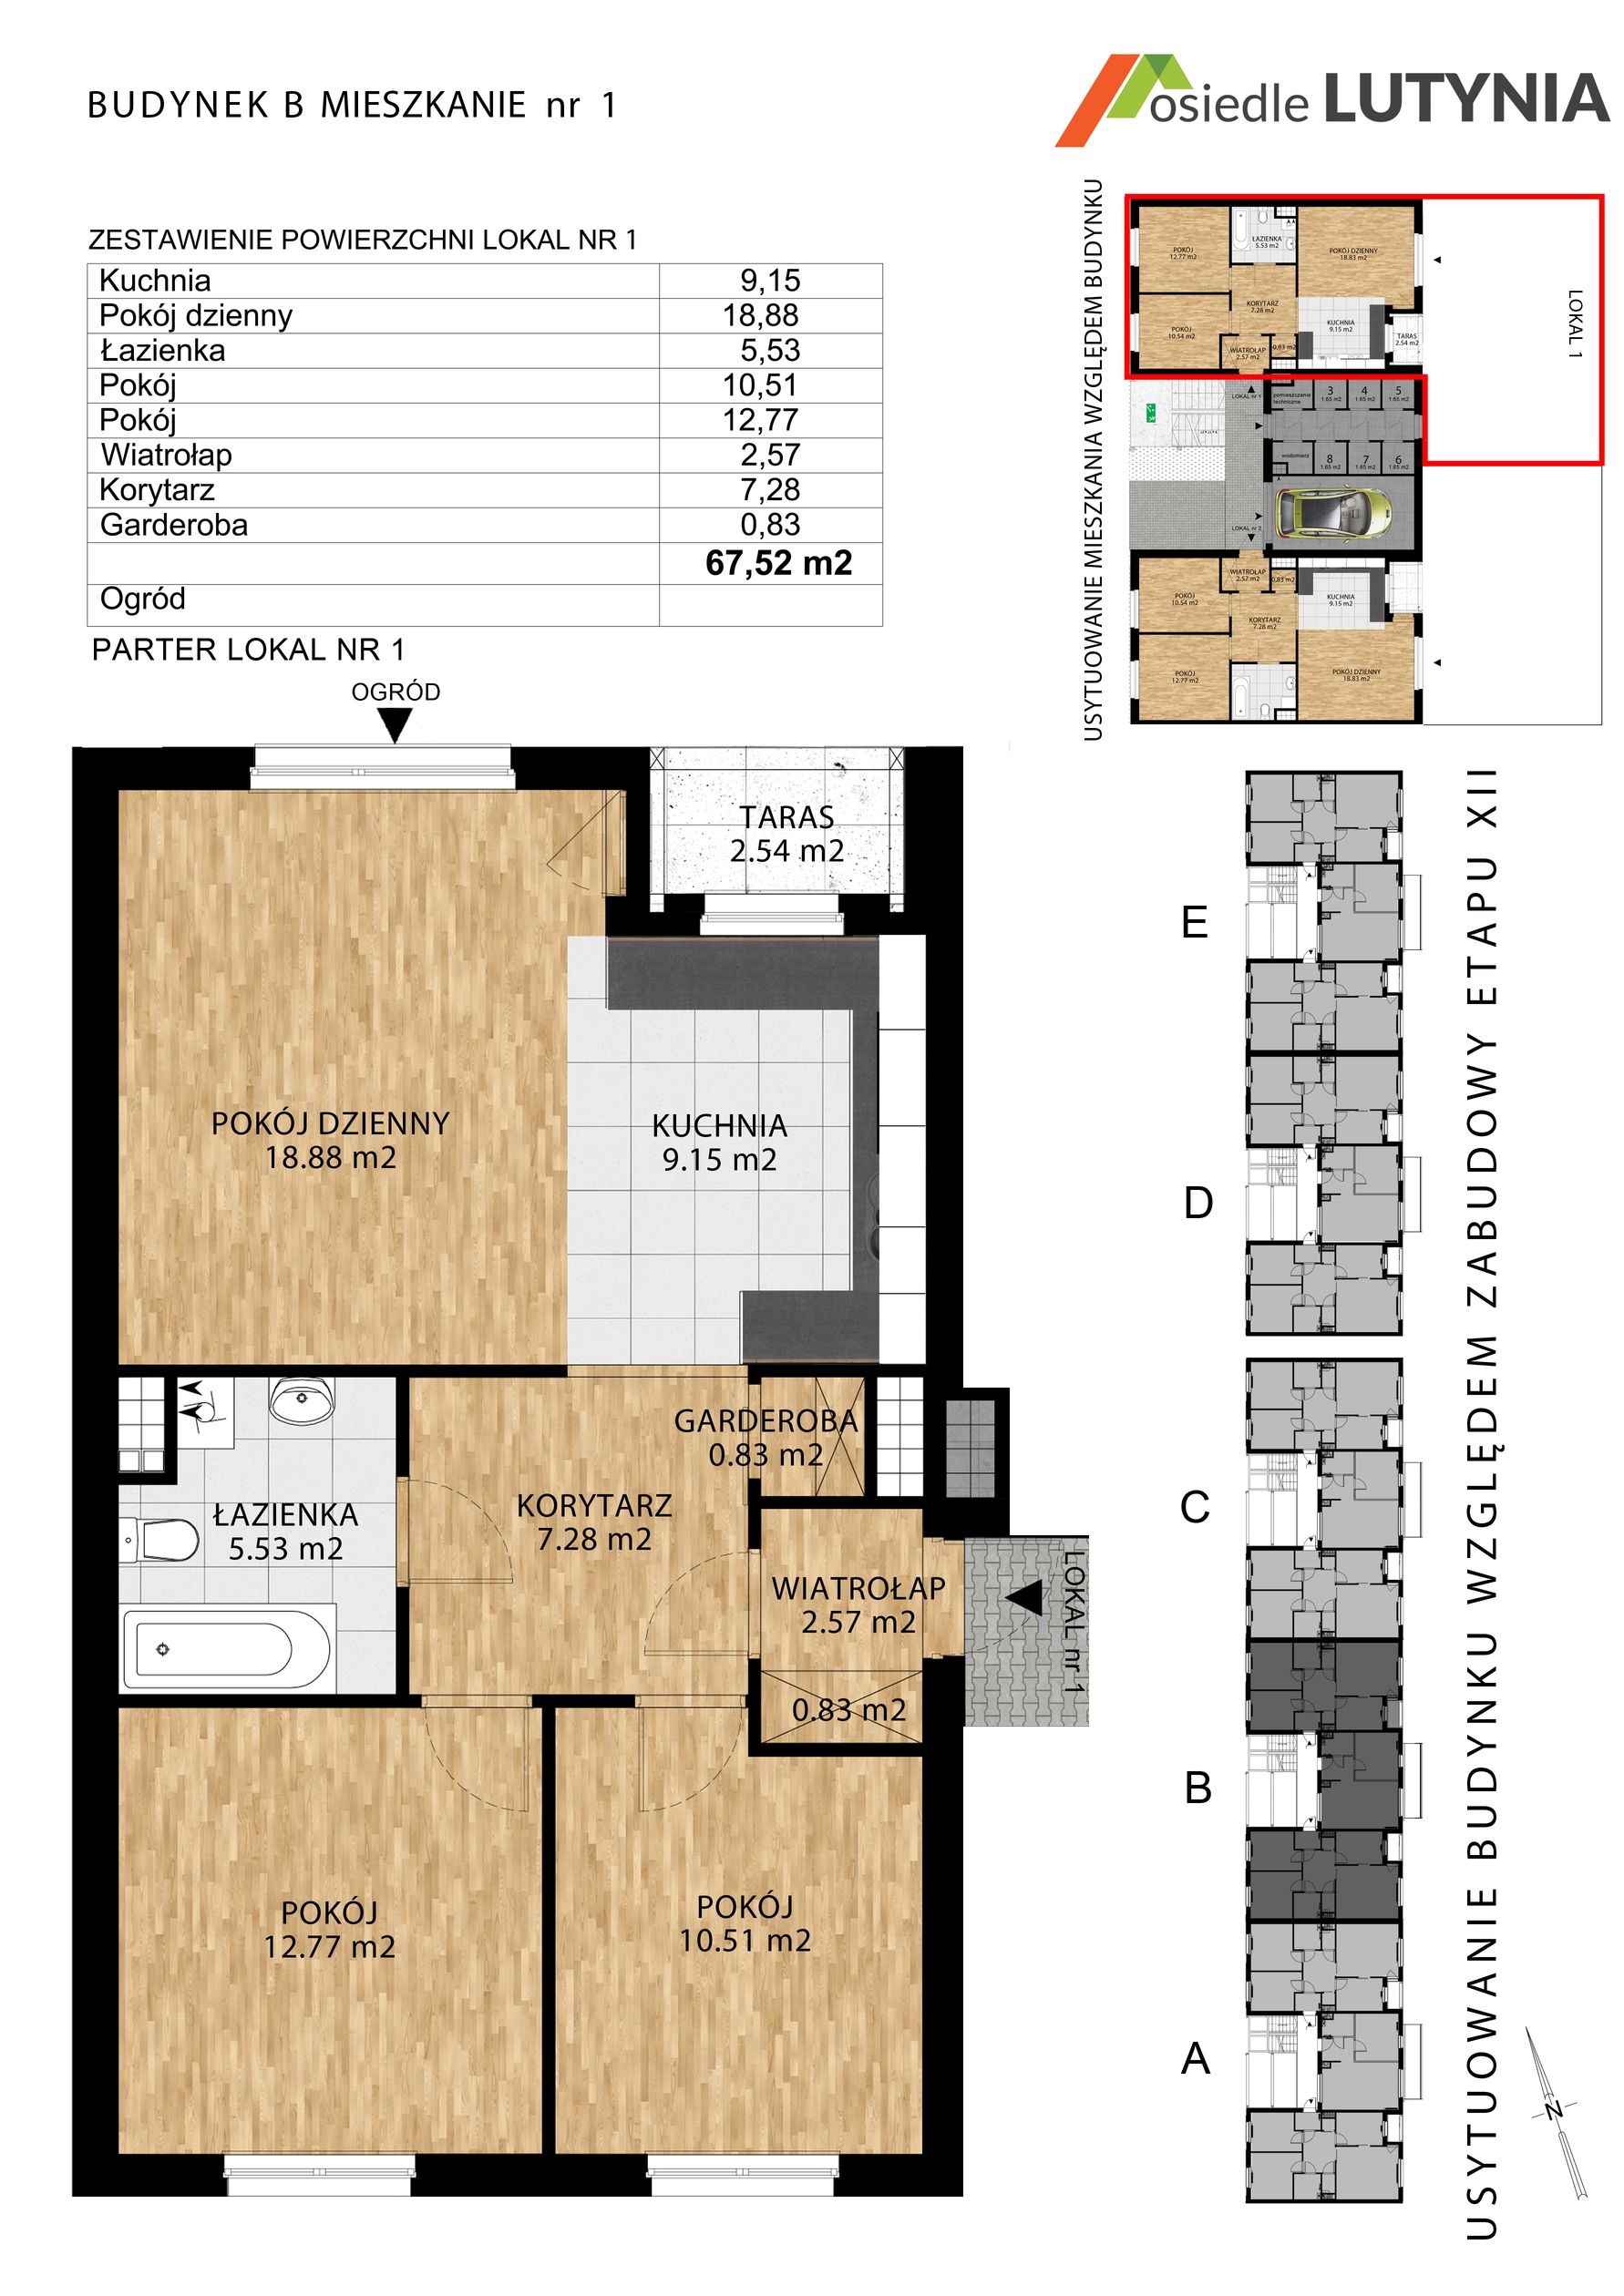 BUDYNEK B MIESZKANIE nr 1
osiedle LUTYNIA
ZESTAWIENIE POWIERZCHNI LOKAL NR 1
Kuchnia 9,15
Pokój dzienny 18,88
Łazienka 5,53
Pokój 10,51
Pokój 12,77
Wiatrołap 2,57
Korytarz 7,28
Garderoba 0,83
67,52 m2
Ogród
PARTER LOKAL NR 1
OGRÓD
TARAS
2.54 m2
POKÓJ DZIENNY
18.88 m2
KUCHNIA
9.15 m2
GARDEROBA
0.83 m2
KORYTARZ
7.28 m2
ŁAZIENKA
5.53 m2
WIATROŁAP
2.57 m2
0.83 m2
LOKAL nr 1
POKÓJ
12.77 m2
POKÓJ
10.51 m2
USYTUOWANIE MIESZKANIA WZGLĘDEM BUDYNKU
POKÓJ
12.77 m2
ŁAZIENKA
5.53 m2
POKÓJ DZIENNY
18.83 m2
KORYTARZ
7.28 m2
POKÓJ
10.54 m2
KUCHNIA
9.15 m2
TARAS
2.54 m2
WIATROŁAP
2.57 m2
0.83 m2
LOKAL 1
LOKAL nr 1
pomieszczenie
techniczne
3
1.65 m2
4
1.65 m2
5
1.65 m2
wodomierz
8
1.65 m2
7
1.65 m2
6
1.65 m2
LOKAL nr 2
WIATROŁAP
2.57 m2
0.83 m2
POKÓJ
10.54 m2
KUCHNIA
9.15 m2
KORYTARZ
7.28 m2
POKÓJ
12.77 m2
POKÓJ DZIENNY
18.83 m2
E
D
C
B
A
USYTUOWANIE BUDYNKU WZGLĘDEM ZABUDOWY ETAPU XII
N